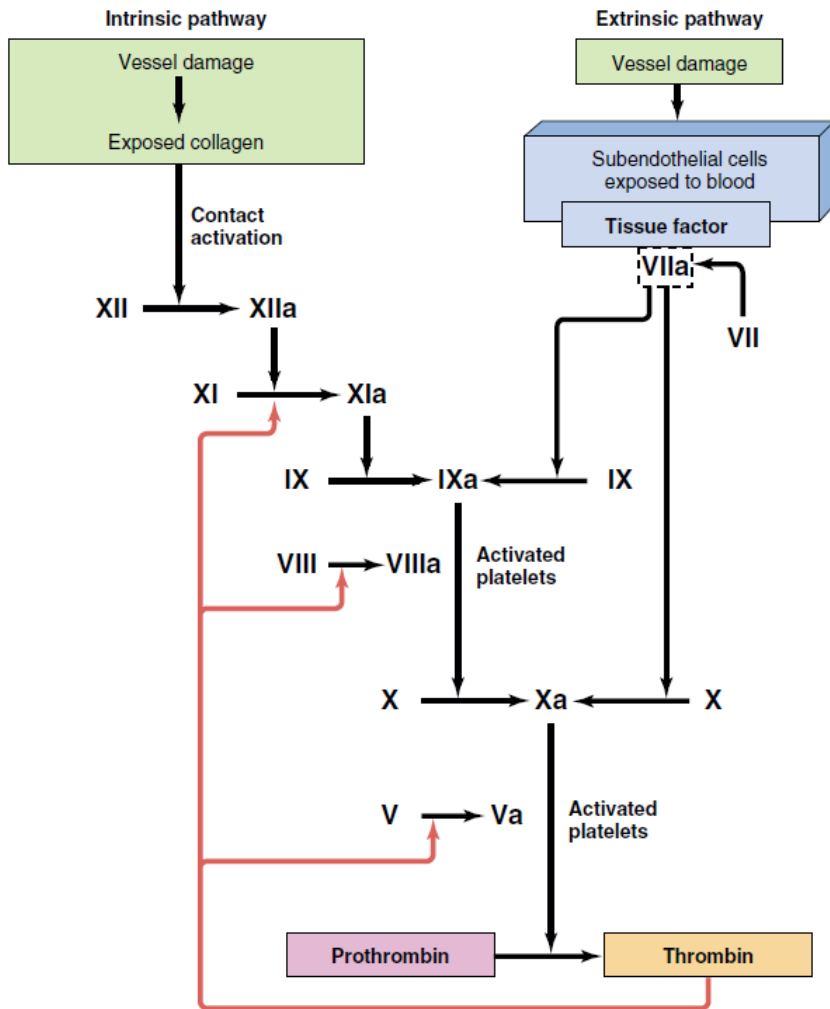 Intrinsic pathway
Extrinsic pathway
Vessel damage
Exposed collagen
Vessel damage
Subendothelial cells
exposed to blood
Tissue factor
Contact
activation
VIIa
VII
XII
XIIa
XI
XIa
IX
IXa
IX
VIII
VIIIa
Activated
platelets
X
Xa
X
V
Va
Activated
platelets
Prothrombin
Thrombin